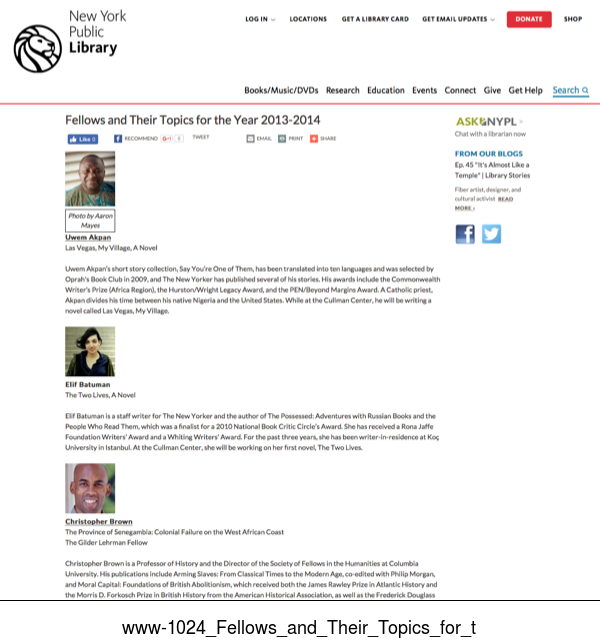 New York
Public
Library
LOG IN
LOCATIONS
GET A LIBRARY CARD
GET EMAIL UPDATES
DONATE
SHOP
Books/Music/DVDs Research Education Events Connect Give Get Help Search
Fellows and Their Topics for the Year 2013-2014
Like 0
RECOMMEND
G+1 0
TWEET
EMAIL
PRINT
SHARE
Photo by Aaron
Mayes
Uwem Akpan
Las Vegas, My Village, A Novel
Uwem Akpan's short story collection, Say You're One of Them, has been translated into ten languages and was selected by
Oprah's Book Club in 2009, and The New Yorker has published several of his stories. His awards include the Commonwealth
Writer's Prize (Africa Region), the Hurston/Wright Legacy Award, and the PEN/Beyond Margins Award. A Catholic priest,
Akpan divides his time between his native Nigeria and the United States. While at the Cullman Center, he will be writing a
novel called Las Vegas, My Village.
Elif Batuman
The Two Lives, A Novel
Elif Batuman is a staff writer for The New Yorker and the author of The Possessed: Adventures with Russian Books and the
People Who Read Them, which was a finalist for a 2010 National Book Critic Circle's Award. She has received a Rona Jaffe
Foundation Writers' Award and a Whiting Writers' Award. For the past three years, she has been writer-in-residence at Koç
University in Istanbul. At the Cullman Center, she will be working on her first novel, The Two Lives.
Christopher Brown
The Province of Senegambia: Colonial Failure on the West African Coast
The Gilder Lehrman Fellow
Christopher Brown is a Professor of History and the Director of the Society of Fellows in the Humanities at Columbia
University. His publications include Arming Slaves: From Classical Times to the Modern Age, co-edited with Philip Morgan,
and Moral Capital: Foundations of British Abolitionism, which received both the James Rawley Prize in Atlantic History and
the Morris D. Forkosch Prize in British History from the American Historical Association, as well as the Frederick Douglass
ASK NYPL >
Chat with a librarian now
FROM OUR BLOGS
Ep. 45 "It's Almost Like a
Temple" | Library Stories
Fiber artist, designer, and
cultural activist READ
MORE ›
www-1024_Fellows_and_Their_Topics_for_t